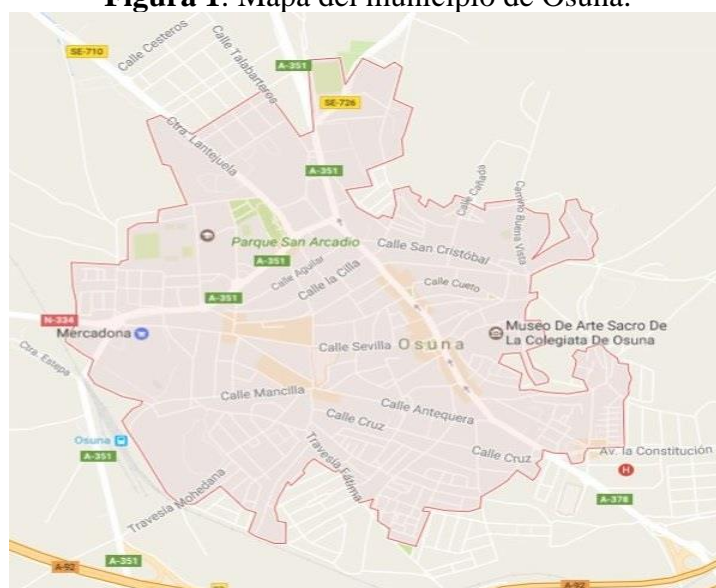 Figura 1. Mapa del municipio de Osuna.
SE-710
Calle Cesteros
Calle Talabarteros
A-351
SE-726
Ctra. Lantejuela
A-351
Calle Cañada
Camino Buena Vista
Parque San Arcadio
Calle San Cristóbal
A-351
Calle Aguilar
Calle la Cilla
Calle Cueto
A-351
N-334
Mercadona
Museo De Arte Sacro De
La Colegiata De Osuna
Ctra. Estepa
Calle Sevilla
Osuna
Calle Mancilla
Calle Antequera
Calle Cruz
Osuna
A-351
Calle Cruz
Av. la Constitución
H
Travesía Fátima
Travesía Mohedana
A-378
A-92
A-351
A-92